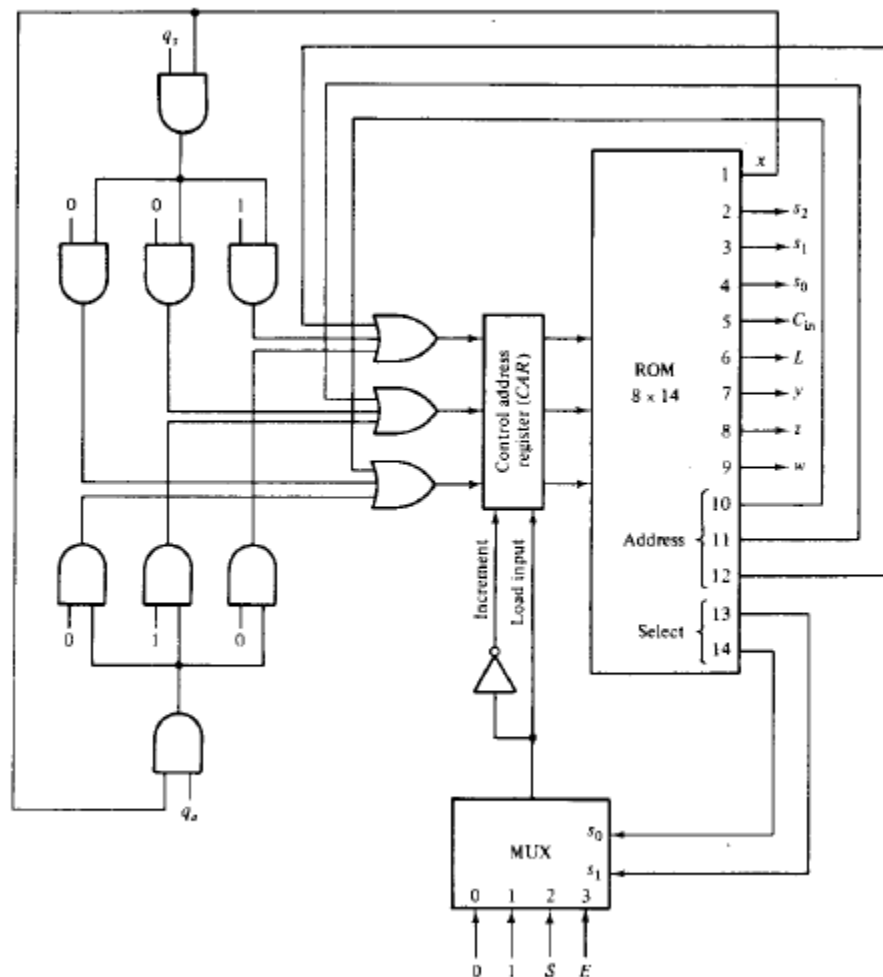 q_s
x
1
0
0
1
2
s_2
3
s_1
4
s_0
5
C_in
6
L
ROM
8 × 14
7
y
8
z
9
w
Control address
register (CAR)
Address
10
11
12
Increment
Load input
Select
13
14
0
1
0
q_a
MUX
s_0
s_1
0
1
2
3
0
1
S
E